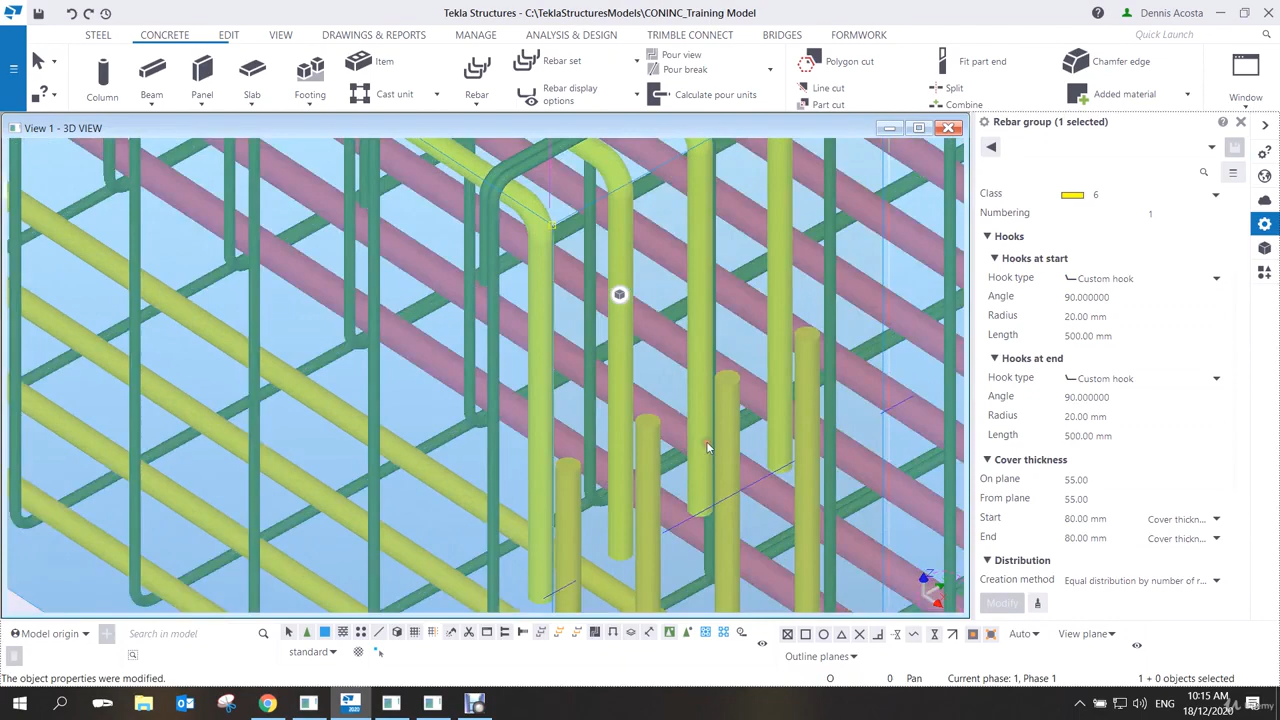 Tekla Structures - C:\TeklaStructuresModels\CONINC_Training Model
Dennis Acosta
STEEL
CONCRETE
EDIT
VIEW
DRAWINGS & REPORTS
MANAGE
ANALYSIS & DESIGN
TRIMBLE CONNECT
BRIDGES
FORMWORK
Quick Launch
Column
Beam
Panel
Slab
Footing
Item
Cast unit
Rebar
Rebar set
Rebar display
options
Pour view
Pour break
Calculate pour units
Polygon cut
Line cut
Part cut
Fit part end
Split
Combine
Chamfer edge
Added material
Window
View 1 - 3D VIEW
Rebar group (1 selected)
Class 6
Numbering 1
Hooks
Hooks at start
Hook type Custom hook
Angle 90.000000
Radius 20.00 mm
Length 500.00 mm
Hooks at end
Hook type Custom hook
Angle 90.000000
Radius 20.00 mm
Length 500.00 mm
Cover thickness
On plane 55.00
From plane 55.00
Start 80.00 mm Cover thickn...
End 80.00 mm Cover thickn...
Distribution
Creation method Equal distribution by number of r...
Modify
Z
Model origin
Search in model
standard
Auto
View plane
Outline planes
The object properties were modified.
O 0 Pan Current phase: 1, Phase 1 1 + 0 objects selected
2020
ENG
10:15 AM
18/12/2020
Udemy